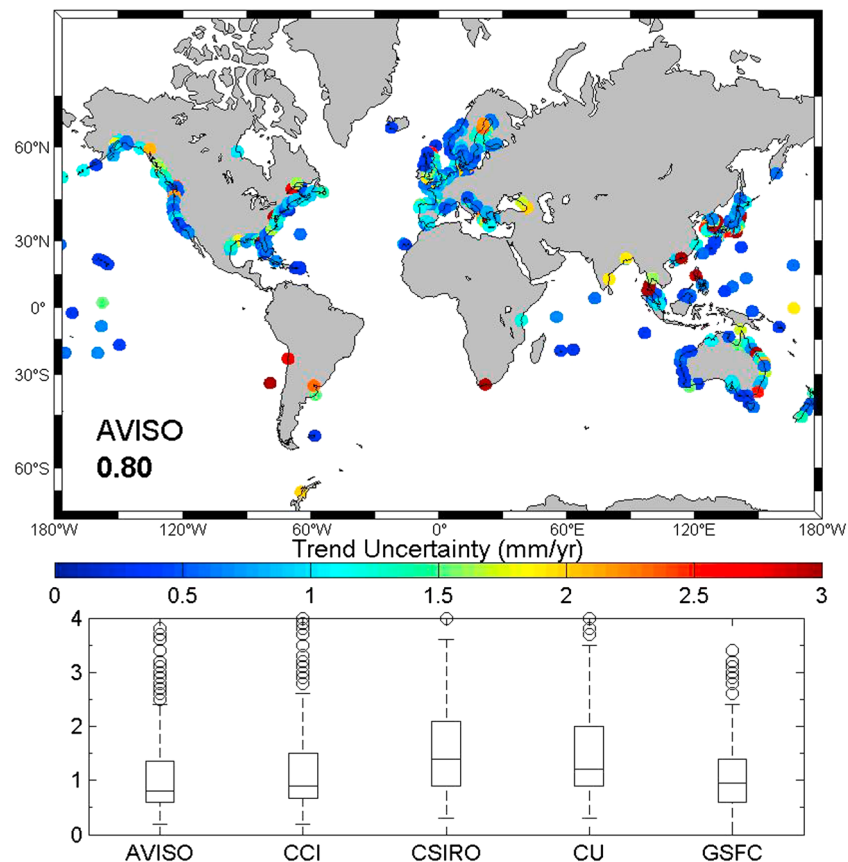 60°N
30°N
0°
30°S
60°S
AVISO
0.80
180°W 120°W 60°W 0° 60°E 120°E 180°W
Trend Uncertainty (mm/yr)
0 0.5 1 1.5 2 2.5 3
4
3
2
1
0
AVISO CCI CSIRO CU GSFC